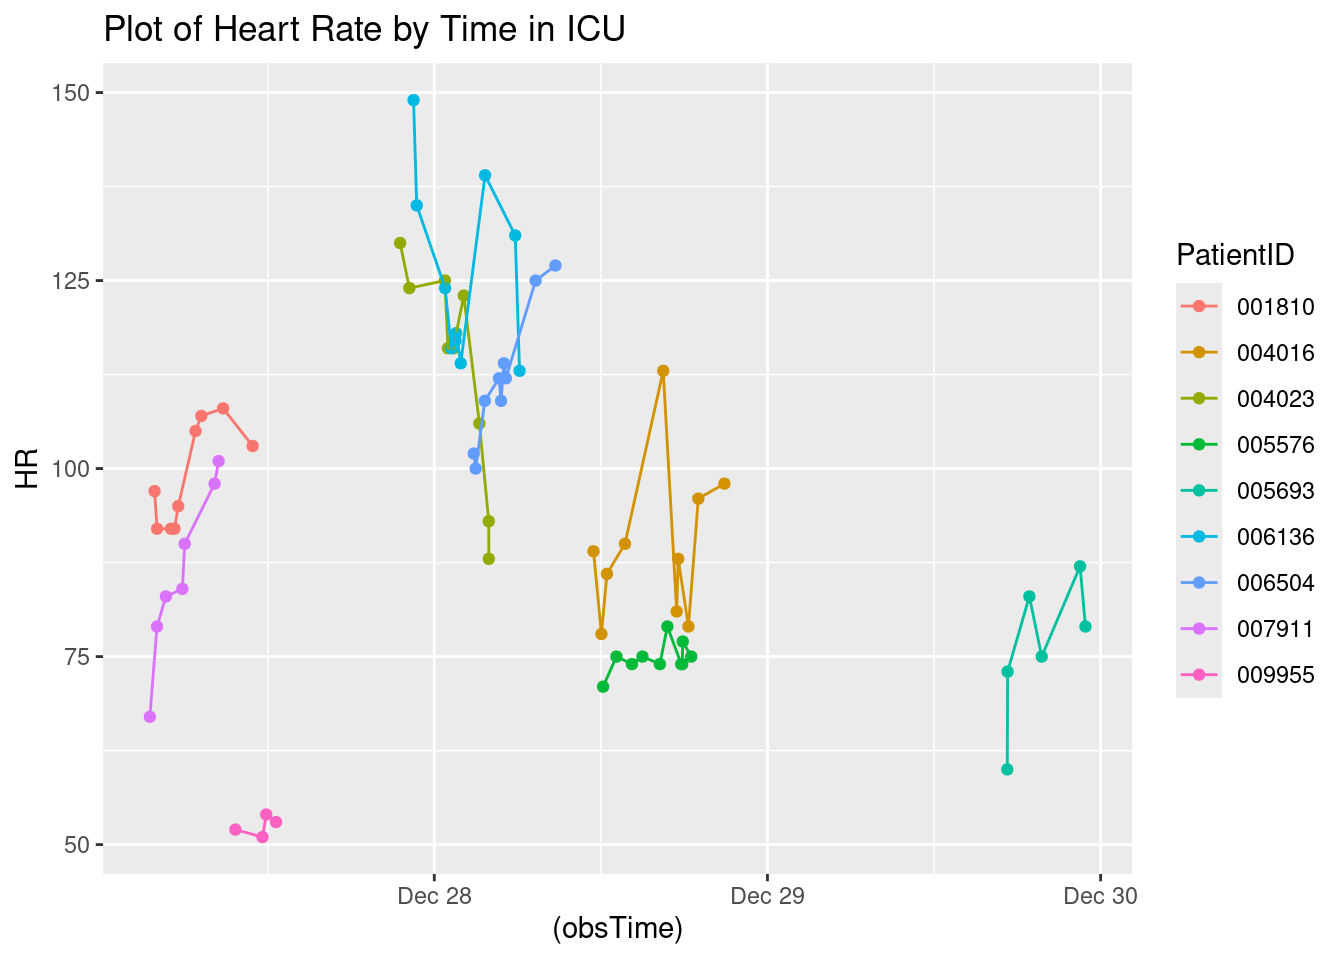 Plot of Heart Rate by Time in ICU
150
125
100
75
50
HR
Dec 28
Dec 29
Dec 30
(obsTime)
PatientID
001810
004016
004023
005576
005693
006136
006504
007911
009955